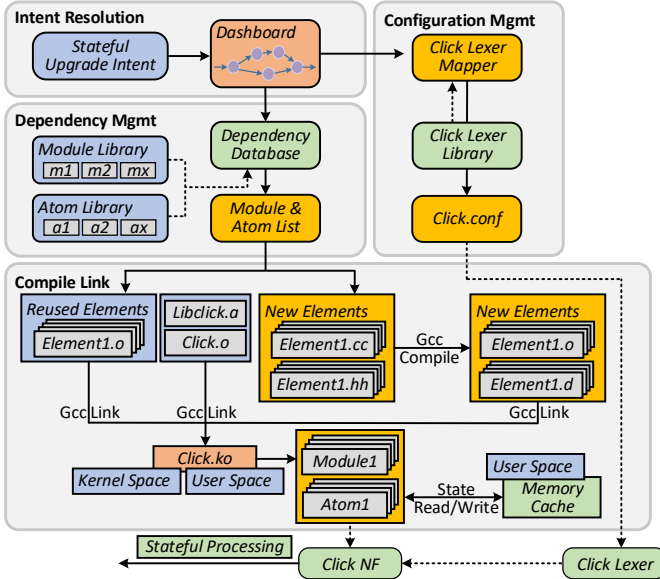 Intent Resolution
Stateful
Upgrade Intent
Dashboard
Configuration Mgmt
Click Lexer
Mapper
Click Lexer
Library
Click.conf
Dependency Mgmt
Module Library
m1 m2 mx
Atom Library
a1 a2 ax
Dependency
Database
Module &
Atom List
Compile Link
Reused Elements
Element1.o
Libclick.a
Click.o
New Elements
Element1.cc
Element1.hh
Gcc
Compile
New Elements
Element1.o
Element1.d
Gcc Link
Gcc Link
Gcc Link
Click.ko
Kernel Space
User Space
Module1
Atom1
State
Read/Write
User Space
Memory
Cache
Stateful Processing
Click NF
Click Lexer